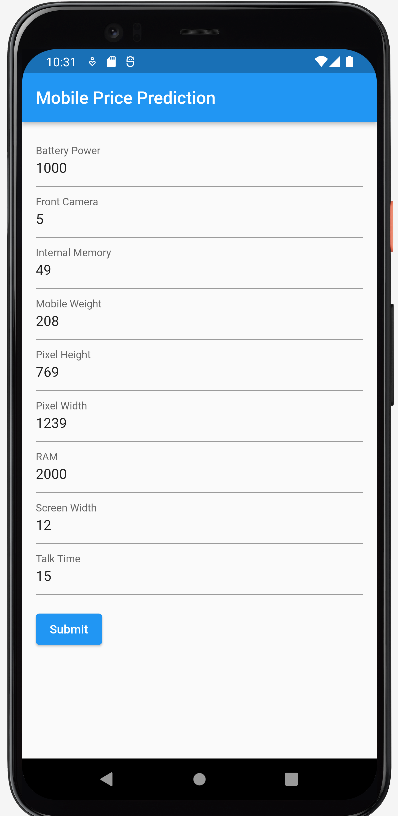 10:31
Mobile Price Prediction
Battery Power
1000
Front Camera
5
Internal Memory
49
Mobile Weight
208
Pixel Height
769
Pixel Width
1239
RAM
2000
Screen Width
12
Talk Time
15
Submit